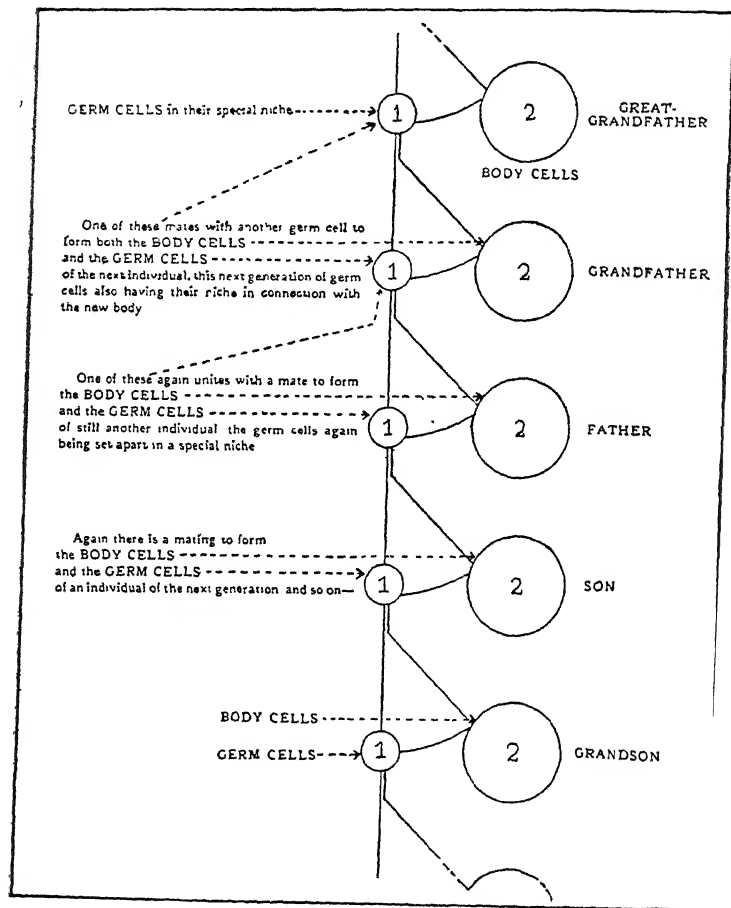 GERM CELLS in their special niche
1
2
GREAT-
GRANDFATHER
BODY CELLS
One of these mates with another germ cell to
form both the BODY CELLS
and the GERM CELLS
of the next individual, this next generation of germ
cells also having their niche in connection with
the new body
1
2
GRANDFATHER
One of these again unites with a mate to form
the BODY CELLS
and the GERM CELLS
of still another individual the germ cells again
being set apart in a special niche
1
2
FATHER
Again there is a mating to form
the BODY CELLS
and the GERM CELLS
of an individual of the next generation and so on—
1
2
SON
BODY CELLS
GERM CELLS
1
2
GRANDSON